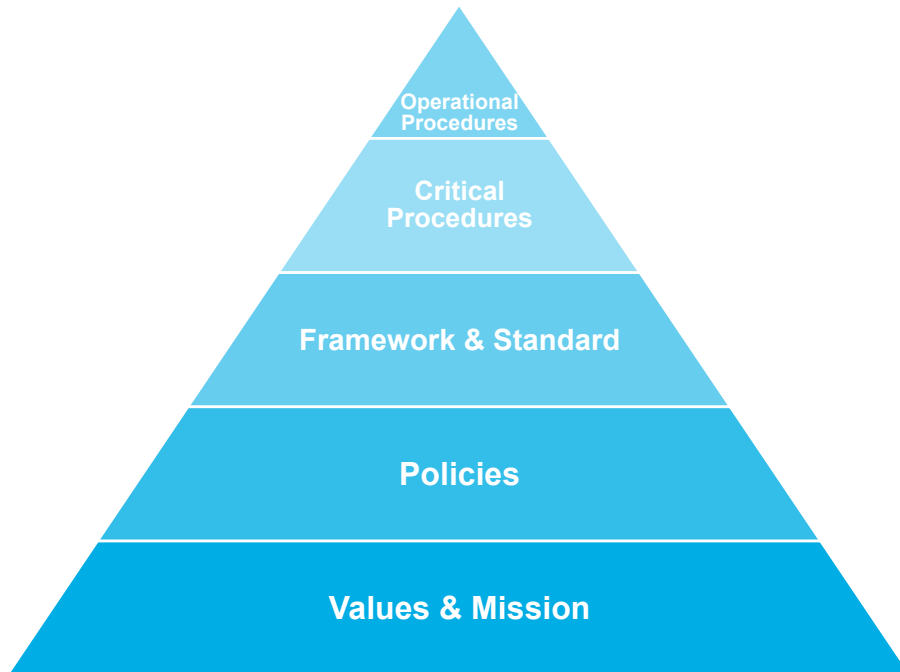 Operational
Procedures
Critical
Procedures
Framework & Standard
Policies
Values & Mission